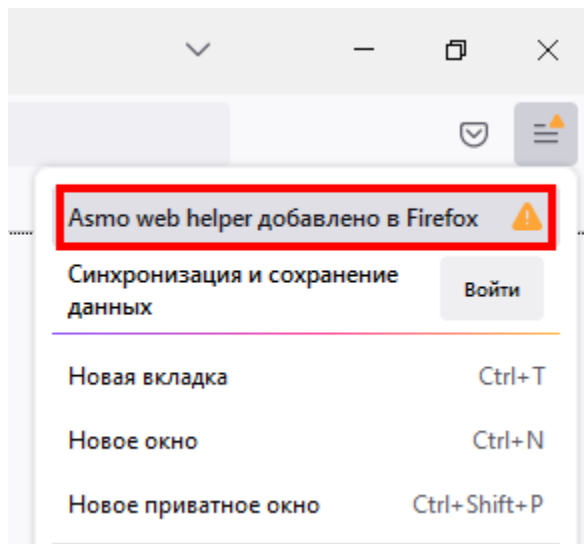 Asmo web helper добавлено в Firefox
Синхронизация и сохранение
данных
Войти
Новая вкладка Ctrl+T
Новое окно Ctrl+N
Новое приватное окно Ctrl+Shift+P